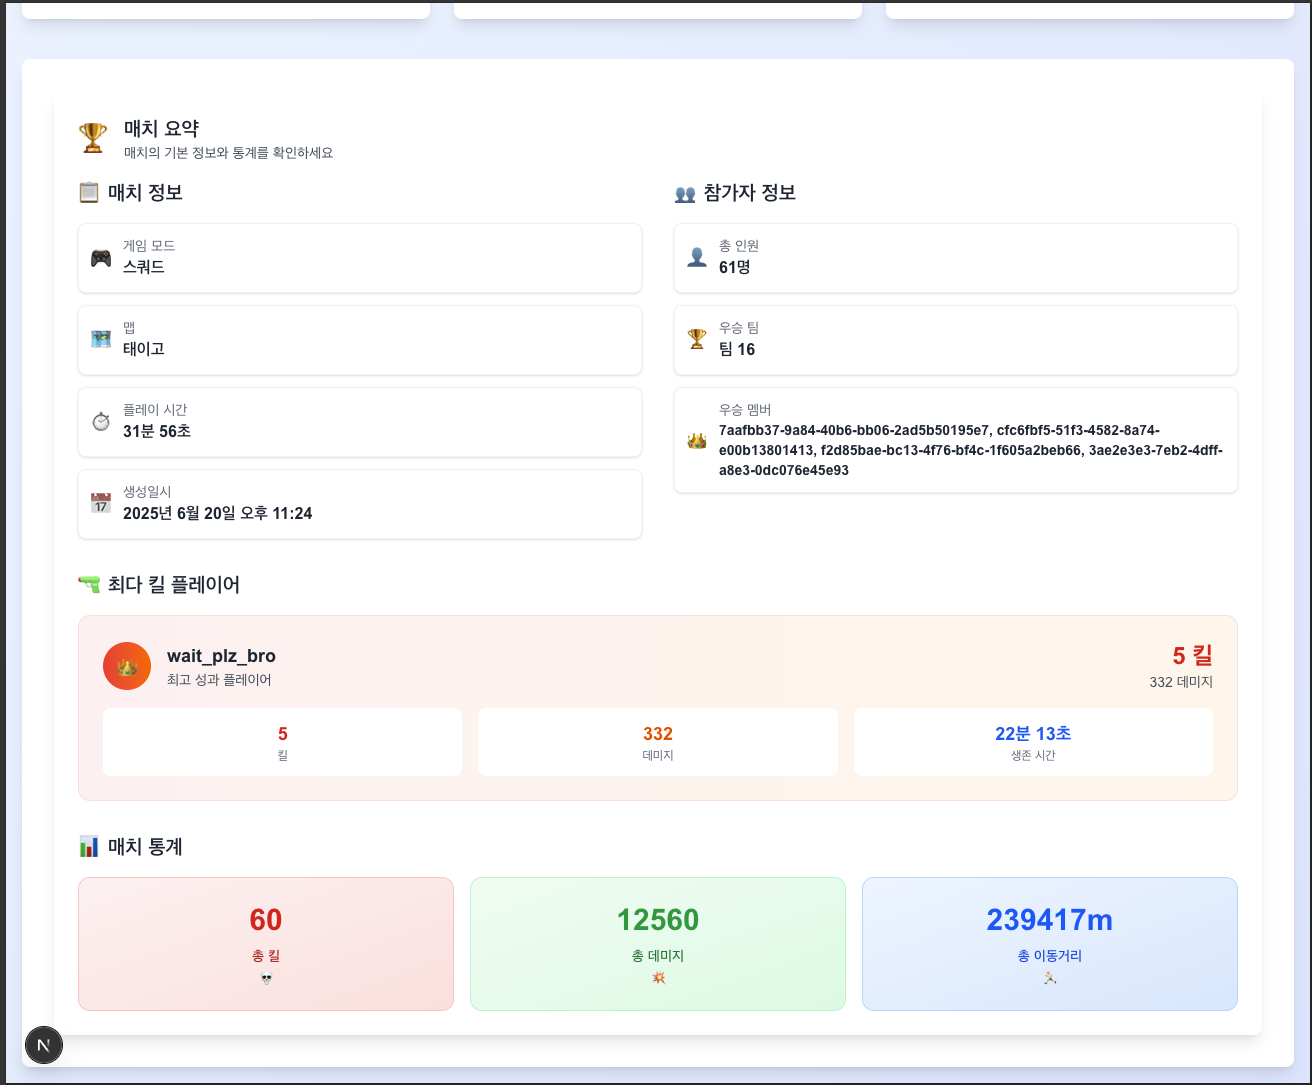 매치 요약
매치의 기본 정보와 통계를 확인하세요
매치 정보
게임 모드
스쿼드
맵
태이고
플레이 시간
31분 56초
17
생성일시
2025년 6월 20일 오후 11:24
참가자 정보
총 인원
61명
우승 팀
팀 16
우승 멤버
7aafbb37-9a84-40b6-bb06-2ad5b50195e7, cfc6fbf5-51f3-4582-8a74-
e00b13801413, f2d85bae-bc13-4f76-bf4c-1f605a2beb66, 3ae2e3e3-7eb2-4dff-
a8e3-0dc076e45e93
최다 킬 플레이어
wait_plz_bro
최고 성과 플레이어
5 킬
332 데미지
5
킬
332
데미지
22분 13초
생존 시간
매치 통계
60
총 킬
12560
총 데미지
239417m
총 이동거리
N